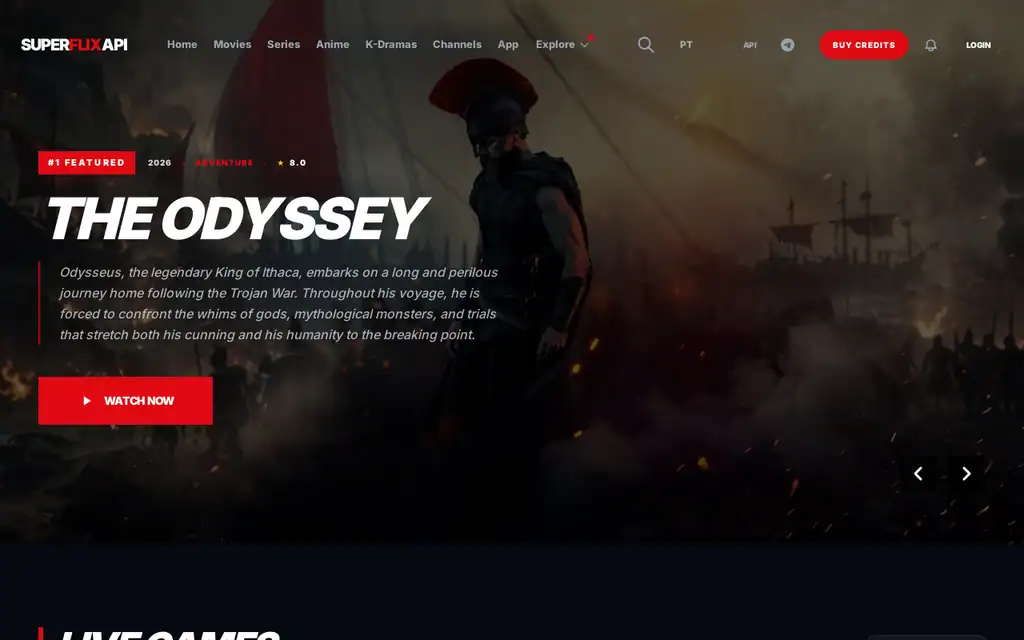 SUPERFLIXAPI
Home Movies Series Anime K-Dramas Channels App Explore PT API BUY CREDITS LOGIN
#1 FEATURED 2026 · ADVENTURE · ★ 8.0
THE ODYSSEY
Odysseus, the legendary King of Ithaca, embarks on a long and perilous
journey home following the Trojan War. Throughout his voyage, he is
forced to confront the whims of gods, mythological monsters, and trials
that stretch both his cunning and his humanity to the breaking point.
WATCH NOW
LIVE GAMES